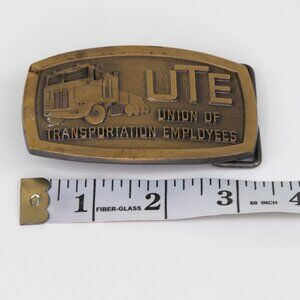 UTE
UNION OF
TRANSPORTATION EMPLOYEES
1 2 3 4
FIBER-GLASS 60 INCH